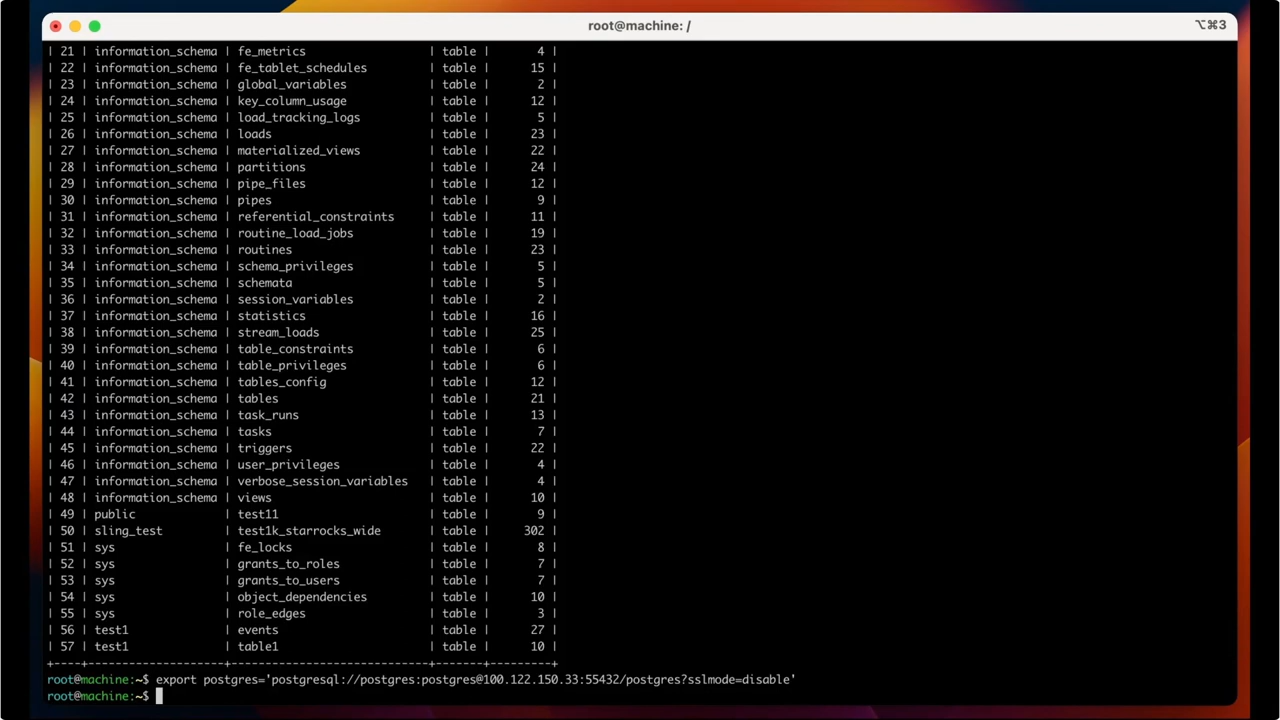 root@machine: /
⌥⌘3
| 21 | information_schema | fe_metrics | table | 4 |
| 22 | information_schema | fe_tablet_schedules | table | 15 |
| 23 | information_schema | global_variables | table | 2 |
| 24 | information_schema | key_column_usage | table | 12 |
| 25 | information_schema | load_tracking_logs | table | 5 |
| 26 | information_schema | loads | table | 23 |
| 27 | information_schema | materialized_views | table | 22 |
| 28 | information_schema | partitions | table | 24 |
| 29 | information_schema | pipe_files | table | 12 |
| 30 | information_schema | pipes | table | 9 |
| 31 | information_schema | referential_constraints | table | 11 |
| 32 | information_schema | routine_load_jobs | table | 19 |
| 33 | information_schema | routines | table | 23 |
| 34 | information_schema | schema_privileges | table | 5 |
| 35 | information_schema | schemata | table | 5 |
| 36 | information_schema | session_variables | table | 2 |
| 37 | information_schema | statistics | table | 16 |
| 38 | information_schema | stream_loads | table | 25 |
| 39 | information_schema | table_constraints | table | 6 |
| 40 | information_schema | table_privileges | table | 6 |
| 41 | information_schema | tables_config | table | 12 |
| 42 | information_schema | tables | table | 21 |
| 43 | information_schema | task_runs | table | 13 |
| 44 | information_schema | tasks | table | 7 |
| 45 | information_schema | triggers | table | 22 |
| 46 | information_schema | user_privileges | table | 4 |
| 47 | information_schema | verbose_session_variables | table | 4 |
| 48 | information_schema | views | table | 10 |
| 49 | public | test11 | table | 9 |
| 50 | sling_test | test1k_starrocks_wide | table | 302 |
| 51 | sys | fe_locks | table | 8 |
| 52 | sys | grants_to_roles | table | 7 |
| 53 | sys | grants_to_users | table | 7 |
| 54 | sys | object_dependencies | table | 10 |
| 55 | sys | role_edges | table | 3 |
| 56 | test1 | events | table | 27 |
| 57 | test1 | table1 | table | 10 |
+----+--------------------+---------------------------+-------+---------+
root@machine:~$ export postgres='postgresql://postgres:postgres@100.122.150.33:55432/postgres?sslmode=disable'
root@machine:~$